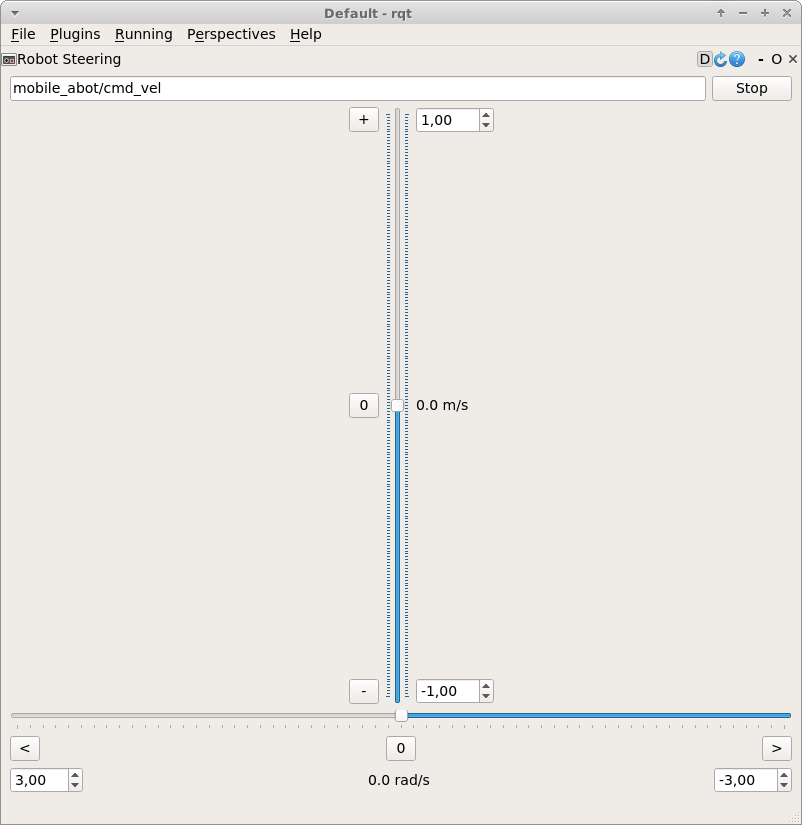 Default - rqt
File Plugins Running Perspectives Help
Robot Steering D ? - O ×
mobile_abot/cmd_vel Stop
+ 1,00
0 0.0 m/s
- -1,00
< 0 >
3,00 0.0 rad/s -3,00